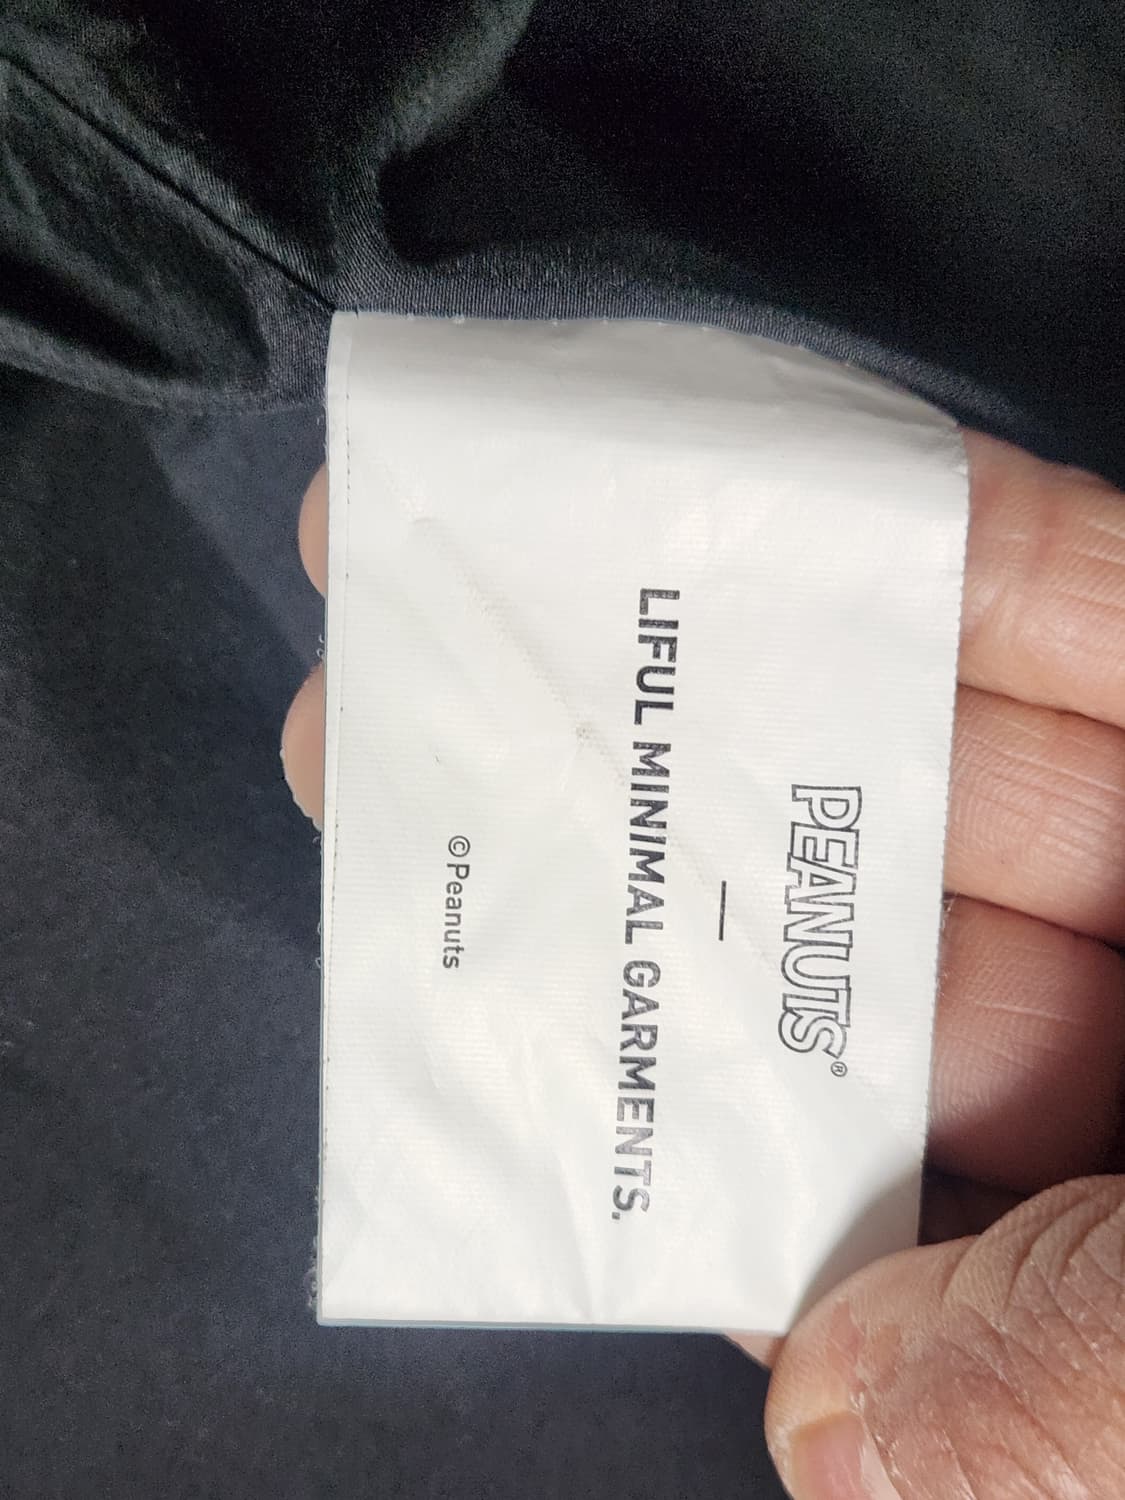 PEANUTS®
—
LIFUL MINIMAL GARMENTS.
©Peanuts